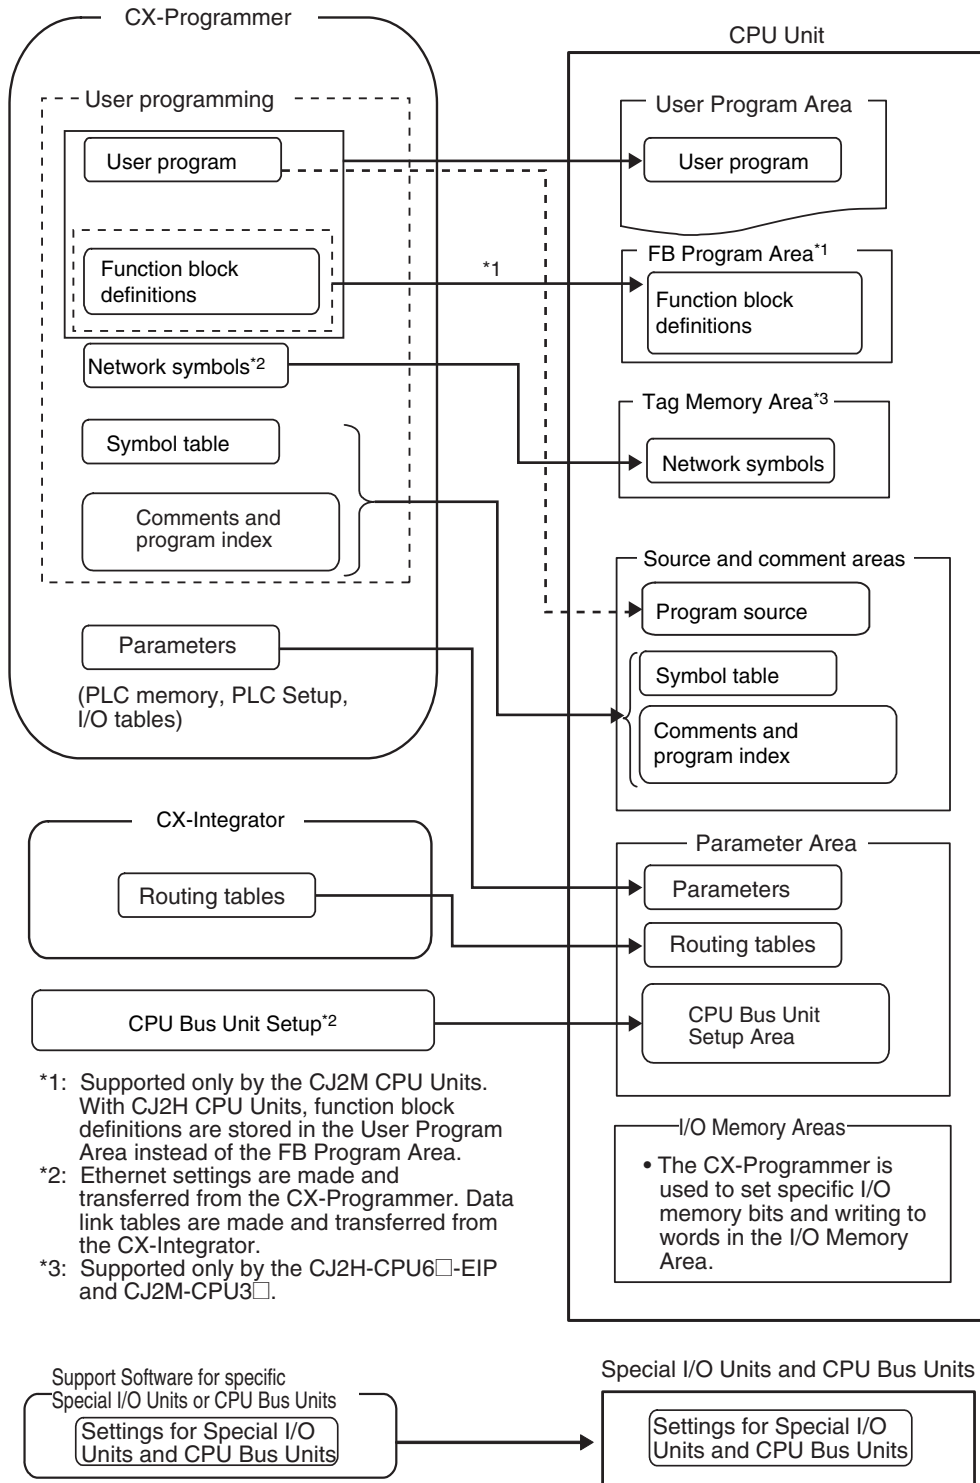 CX-Programmer
User programming
User program
Function block
definitions
*1
Network symbols*2
Symbol table
Comments and
program index
Parameters
(PLC memory, PLC Setup,
I/O tables)
CX-Integrator
Routing tables
CPU Bus Unit Setup*2
CPU Unit
User Program Area
User program
FB Program Area*1
Function block
definitions
Tag Memory Area*3
Network symbols
Source and comment areas
Program source
Symbol table
Comments and
program index
Parameter Area
Parameters
Routing tables
CPU Bus Unit
Setup Area
I/O Memory Areas
• The CX-Programmer is
used to set specific I/O
memory bits and writing to
words in the I/O Memory
Area.
*1: Supported only by the CJ2M CPU Units.
With CJ2H CPU Units, function block
definitions are stored in the User Program
Area instead of the FB Program Area.
*2: Ethernet settings are made and
transferred from the CX-Programmer. Data
link tables are made and transferred from
the CX-Integrator.
*3: Supported only by the CJ2H-CPU6□-EIP
and CJ2M-CPU3□.
Support Software for specific
Special I/O Units or CPU Bus Units
Settings for Special I/O
Units and CPU Bus Units
Special I/O Units and CPU Bus Units
Settings for Special I/O
Units and CPU Bus Units